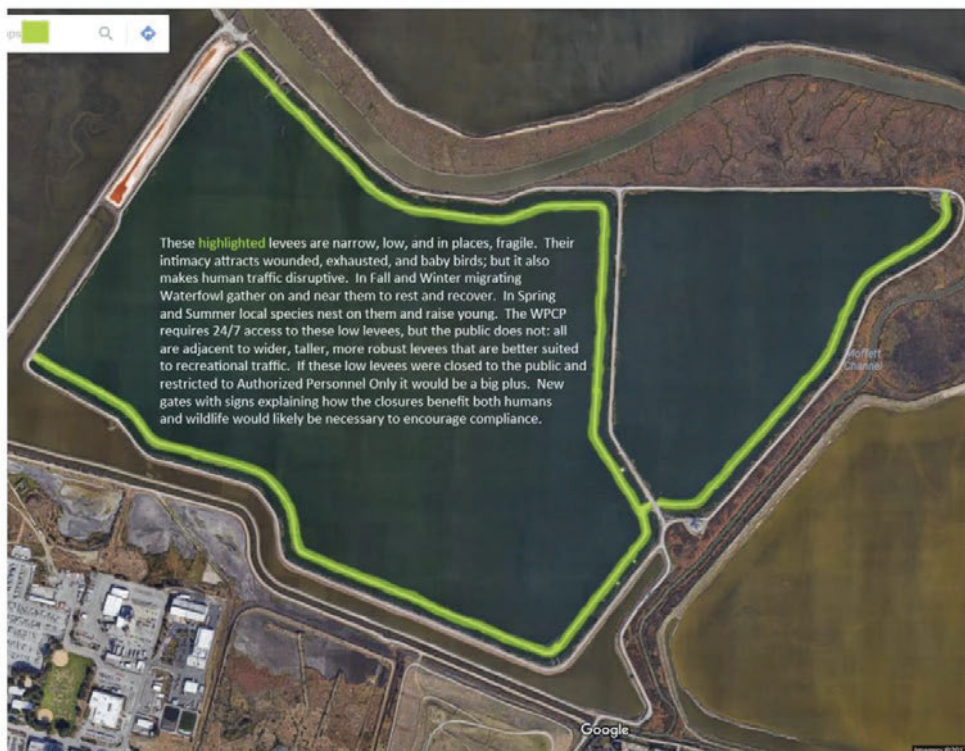 These highlighted levees are narrow, low, and in places, fragile.  Their
intimacy attracts wounded, exhausted, and baby birds; but it also
makes human traffic disruptive.  In Fall and Winter migrating
Waterfowl gather on and near them to rest and recover.  In Spring
and Summer local species nest on them and raise young.  The WPCP
requires 24/7 access to these low levees, but the public does not: all
are adjacent to wider, taller, more robust levees that are better suited
to recreational traffic.  If these low levees were closed to the public and
restricted to Authorized Personnel Only it would be a big plus.  New
gates with signs explaining how the closures benefit both humans
and wildlife would likely be necessary to encourage compliance.
Moffett
Channel
Google